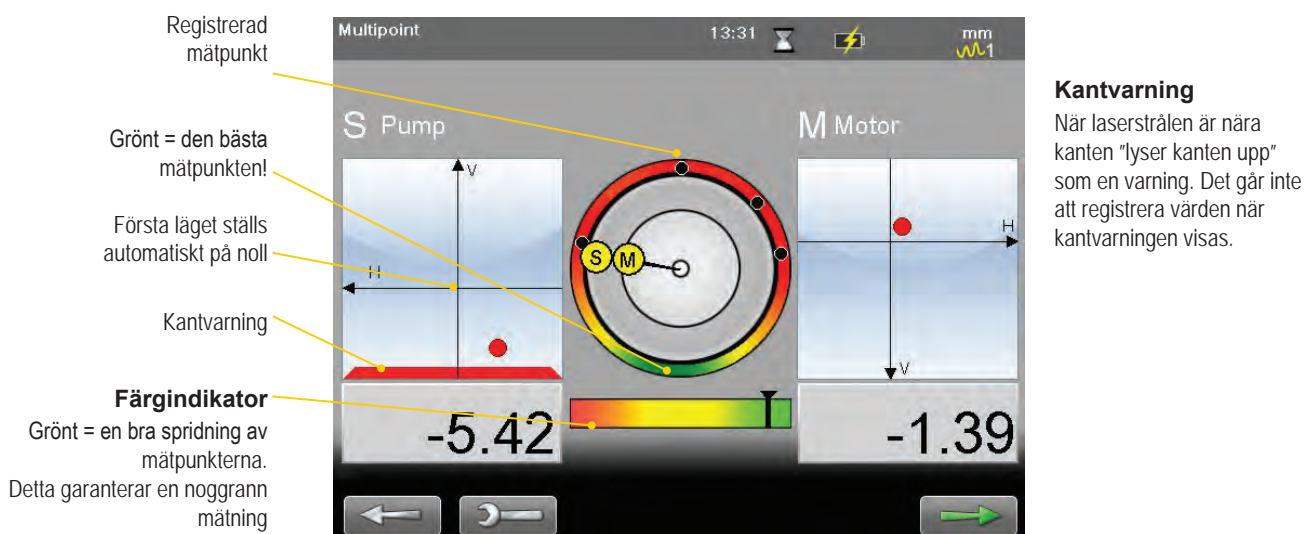 Registrerad
mätpunkt
Grönt = den bästa
mätpunkten!
Första läget ställs
automatiskt på noll
Kantvarning
Färgindikator
Grönt = en bra spridning av
mätpunkterna.
Detta garanterar en noggrann
mätning
Multipoint
13:31
mm
1
S Pump
M Motor
V
H
S
M
H
V
-5.42
-1.39
Kantvarning
När laserstrålen är nära
kanten "lyser kanten upp"
som en varning. Det går inte
att registrera värden när
kantvarningen visas.